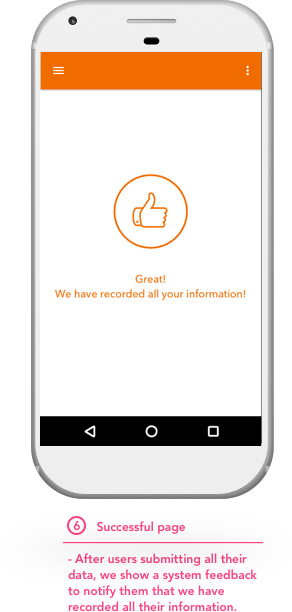 Great!
We have recorded all your information!
6 Successful page
- After users submitting all their
data, we show a system feedback
to notify them that we have
recorded all their information.